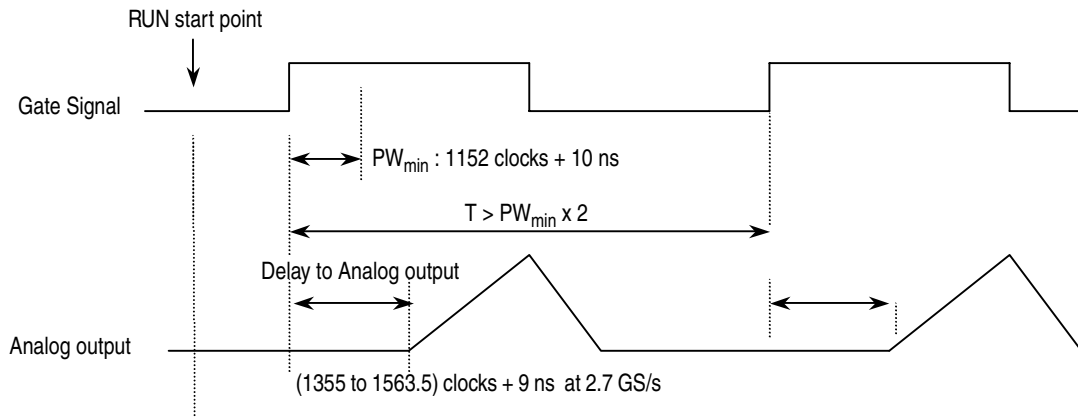 RUN start point
Gate Signal
PWmin : 1152 clocks + 10 ns
T > PWmin x 2
Delay to Analog output
Analog output
(1355 to 1563.5) clocks + 9 ns at 2.7 GS/s